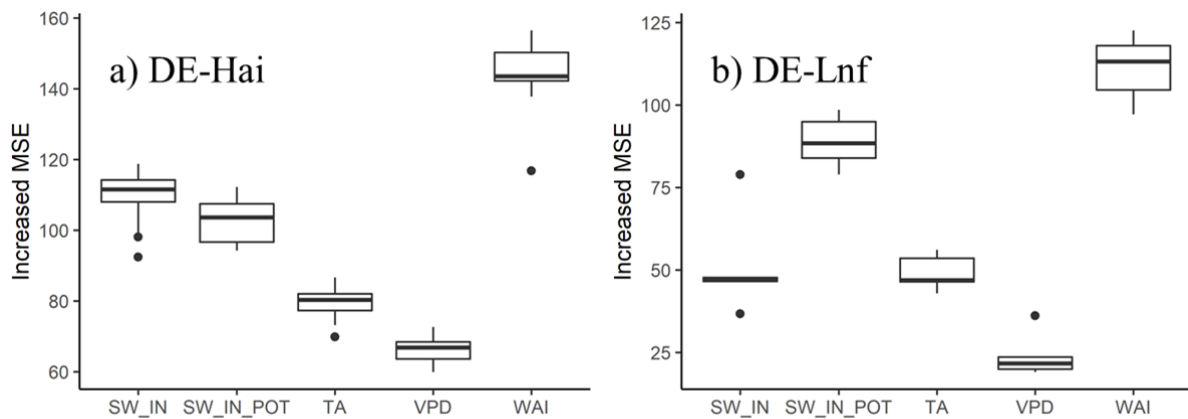 a) DE-Hai
Increased MSE
160
140
120
100
80
60
SW_IN SW_IN_POT TA VPD WAI
b) DE-Lnf
Increased MSE
125
100
75
50
25
SW_IN SW_IN_POT TA VPD WAI